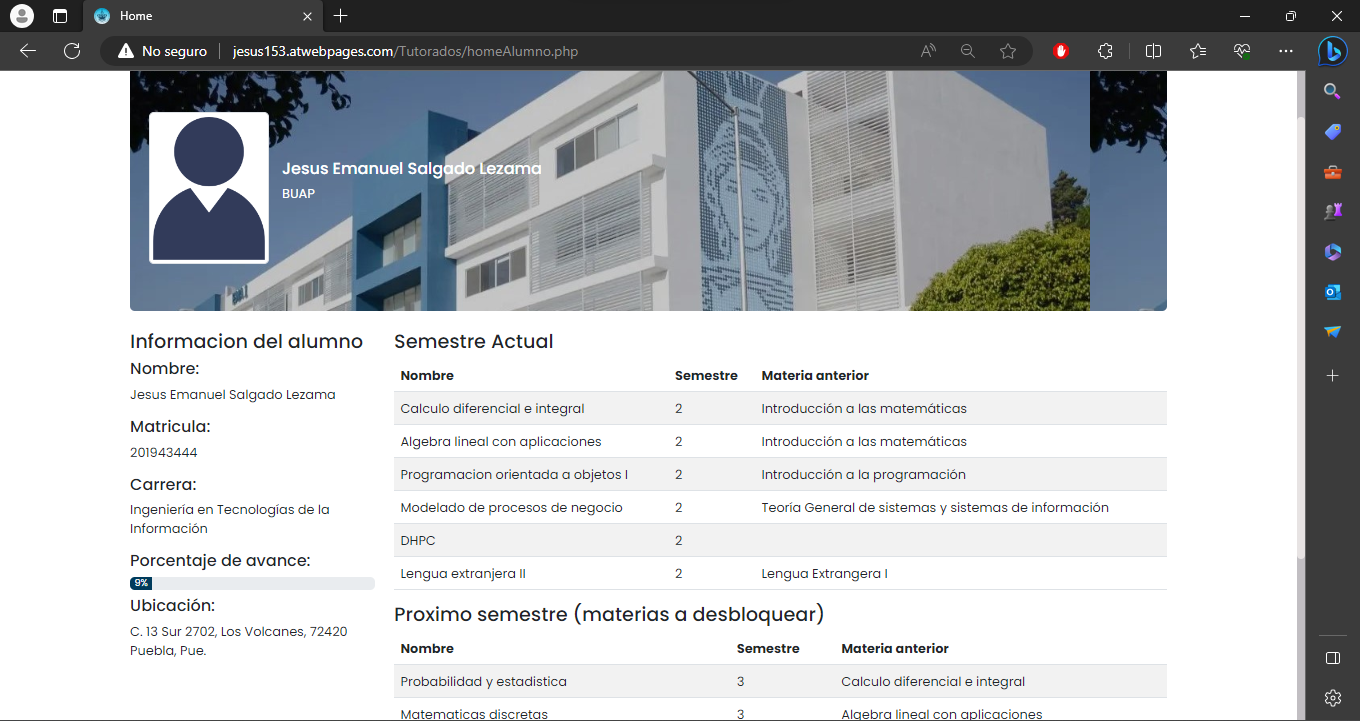 Home
No seguro
jesus153.atwebpages.com/Tutorados/homeAlumno.php
Jesus Emanuel Salgado Lezama
BUAP
Informacion del alumno
Nombre:
Jesus Emanuel Salgado Lezama
Matricula:
201943444
Carrera:
Ingeniería en Tecnologías de la
Información
Porcentaje de avance:
9%
Ubicación:
C. 13 Sur 2702, Los Volcanes, 72420
Puebla, Pue.
Semestre Actual
Nombre Semestre Materia anterior
Calculo diferencial e integral 2 Introducción a las matemáticas
Algebra lineal con aplicaciones 2 Introducción a las matemáticas
Programacion orientada a objetos I 2 Introducción a la programación
Modelado de procesos de negocio 2 Teoría General de sistemas y sistemas de información
DHPC 2
Lengua extranjera II 2 Lengua Extrangera I
Proximo semestre (materias a desbloquear)
Nombre Semestre Materia anterior
Probabilidad y estadistica 3 Calculo diferencial e integral
Matematicas discretas 3 Algebra lineal con aplicaciones